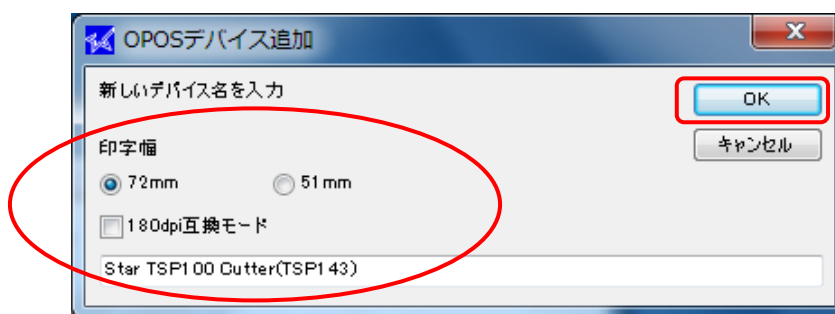 OPOSデバイス追加
新しいデバイス名を入力
OK
印字幅
キャンセル
72mm
51mm
180dpi互換モード
Star TSP100 Cutter(TSP143)